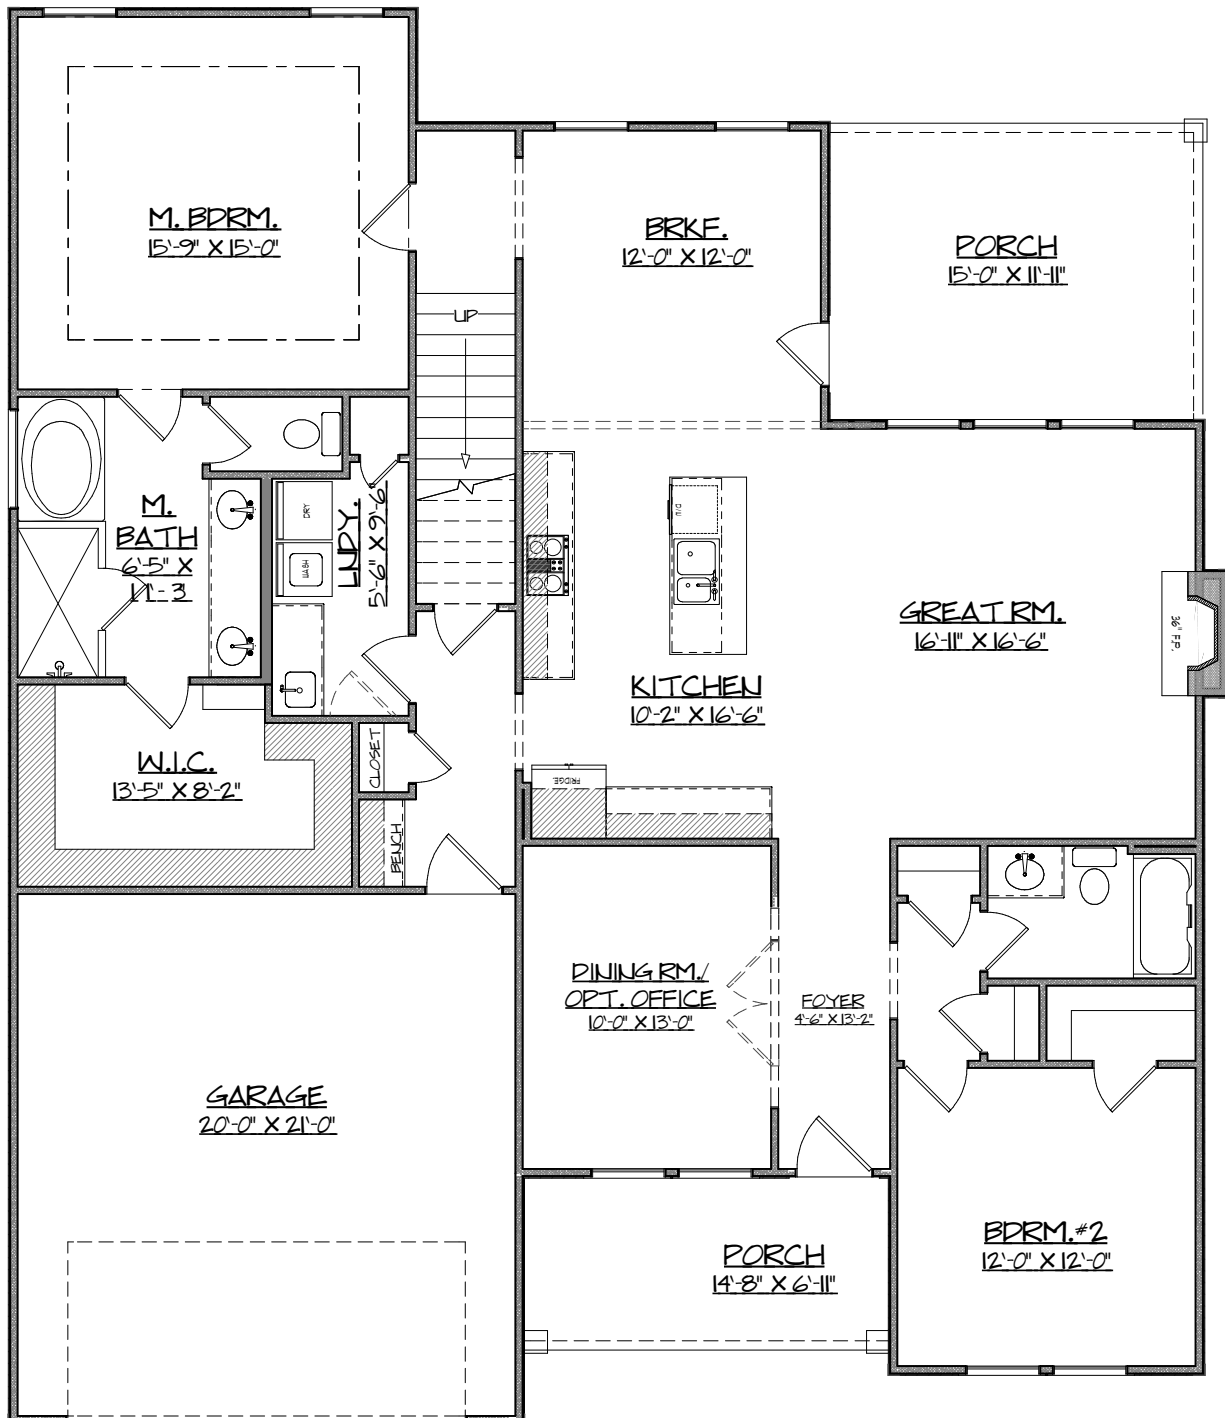 M. BDRM.
15'-9" X 15'-0"
BRKF.
12'-0" X 12'-0"
PORCH
15'-0" X 11'-11"
UP
M.
BATH
6'-5" X
11'-3
DRY
WASH
LNDY.
5'-6" X 9'-6
D/W
GREAT RM.
16'-11" X 16'-6"
36" F.P.
KITCHEN
10'-2" X 16'-6"
W.I.C.
13'-5" X 8'-2"
CLOSET
FRIDGE
BENCH
DINING RM./
OPT. OFFICE
10'-0" X 13'-0"
FOYER
4'-6" X 13'-2"
GARAGE
20'-0" X 21'-0"
BDRM. #2
12'-0" X 12'-0"
PORCH
14'-8" X 6'-11"